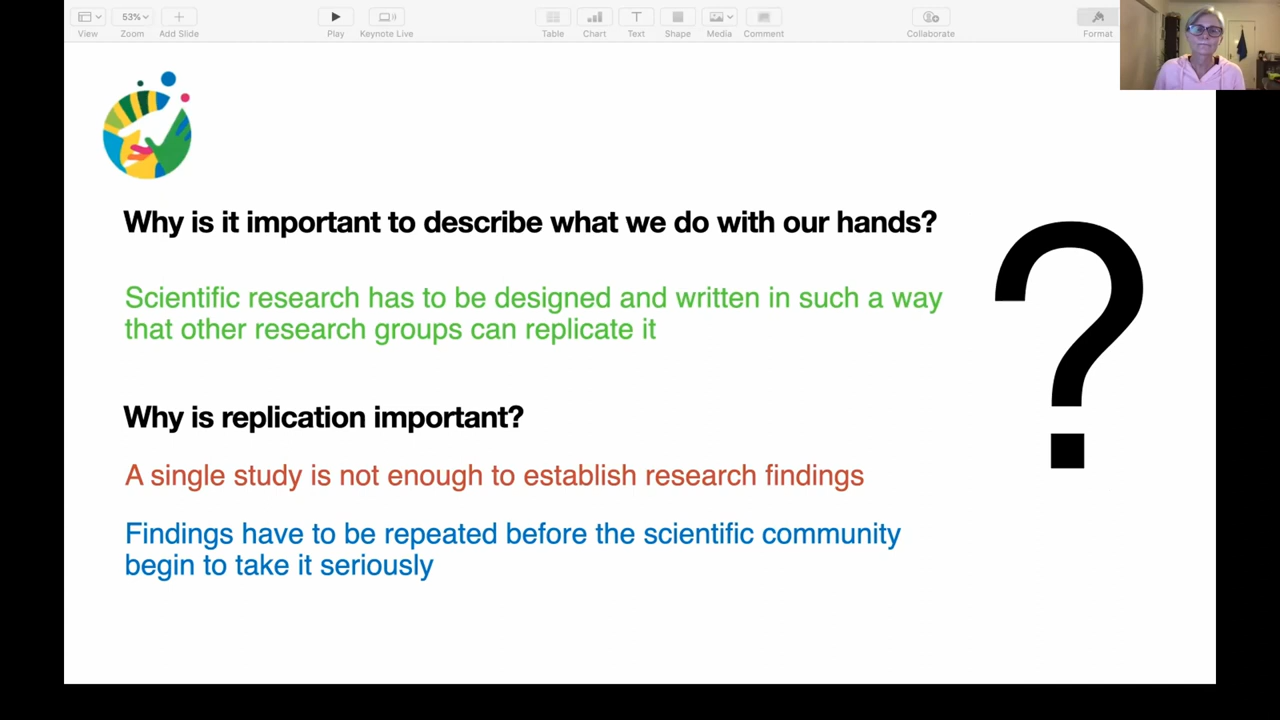 53%
View
Zoom
Add Slide
Play
Keynote Live
Table
Chart
Text
Shape
Media
Comment
Collaborate
Format
Why is it important to describe what we do with our hands?
Scientific research has to be designed and written in such a way
that other research groups can replicate it
Why is replication important?
A single study is not enough to establish research findings
Findings have to be repeated before the scientific community
begin to take it seriously
?